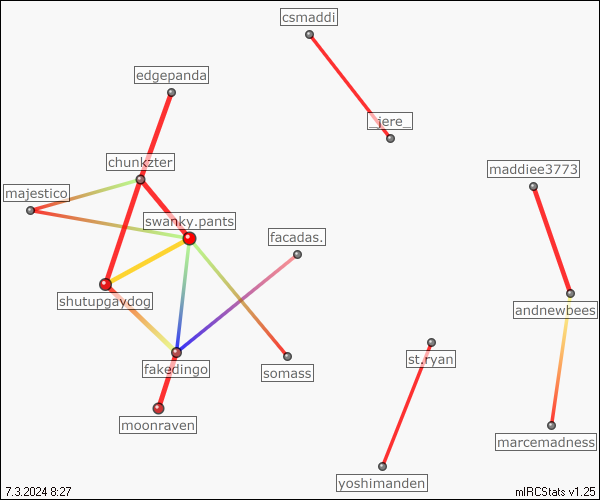 csmaddi
edgepanda
_jere_
chunkzter
maddiee3773
majestico
swanky.pants
facadas.
shutupgaydog
andnewbees
st.ryan
fakedingo
somass
moonraven
marcemadness
yoshimanden
7.3.2024 8:27
mIRCStats v1.25